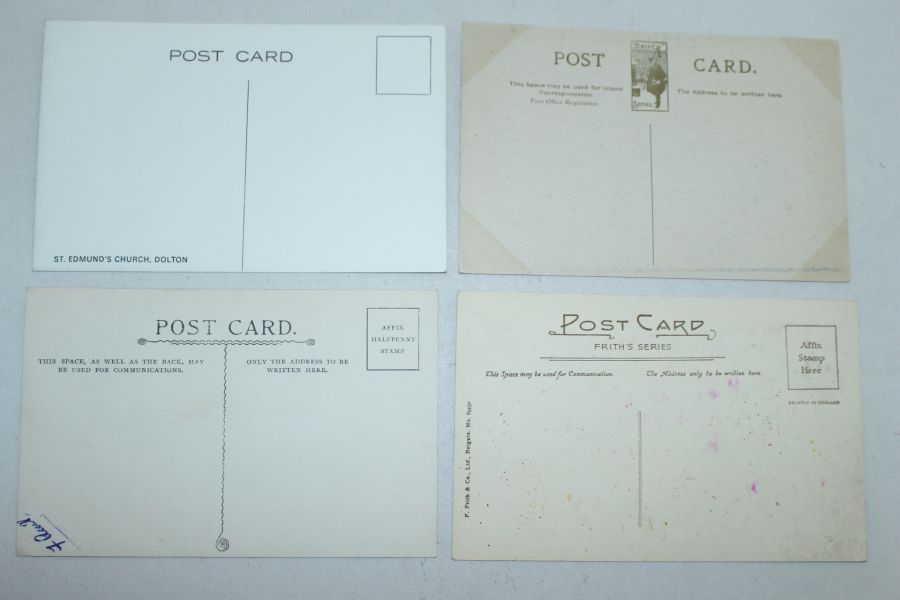 POST CARD
ST. EDMUND'S CHURCH, DOLTON
POST CARD.
Dainty
Series
This Space may be used for Inland
Correspondence.
Post Office Regulation.
The Address to be written here
POST CARD.
AFFIX
HALFPENNY
STAMP
THIS SPACE, AS WELL AS THE BACK, MAY
BE USED FOR COMMUNICATIONS.
ONLY THE ADDRESS TO BE
WRITTEN HERE.
POST CARD
FRITH'S SERIES
Affix
Stamp
Here
This Space may be used for Communication.
The Address only to be written here.
PRINTED IN ENGLAND
F. Frith & Co., Ltd., Reigate. No.